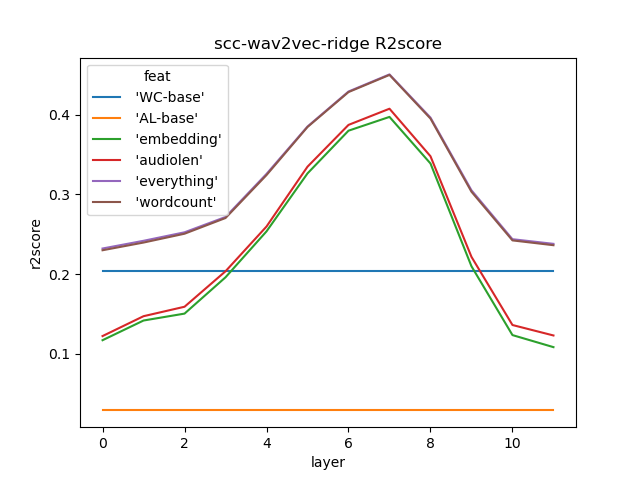 scc-wav2vec-ridge R2score
feat
'WC-base'
'AL-base'
'embedding'
'audiolen'
'everything'
'wordcount'
0.4
0.3
0.2
0.1
r2score
0 2 4 6 8 10
layer